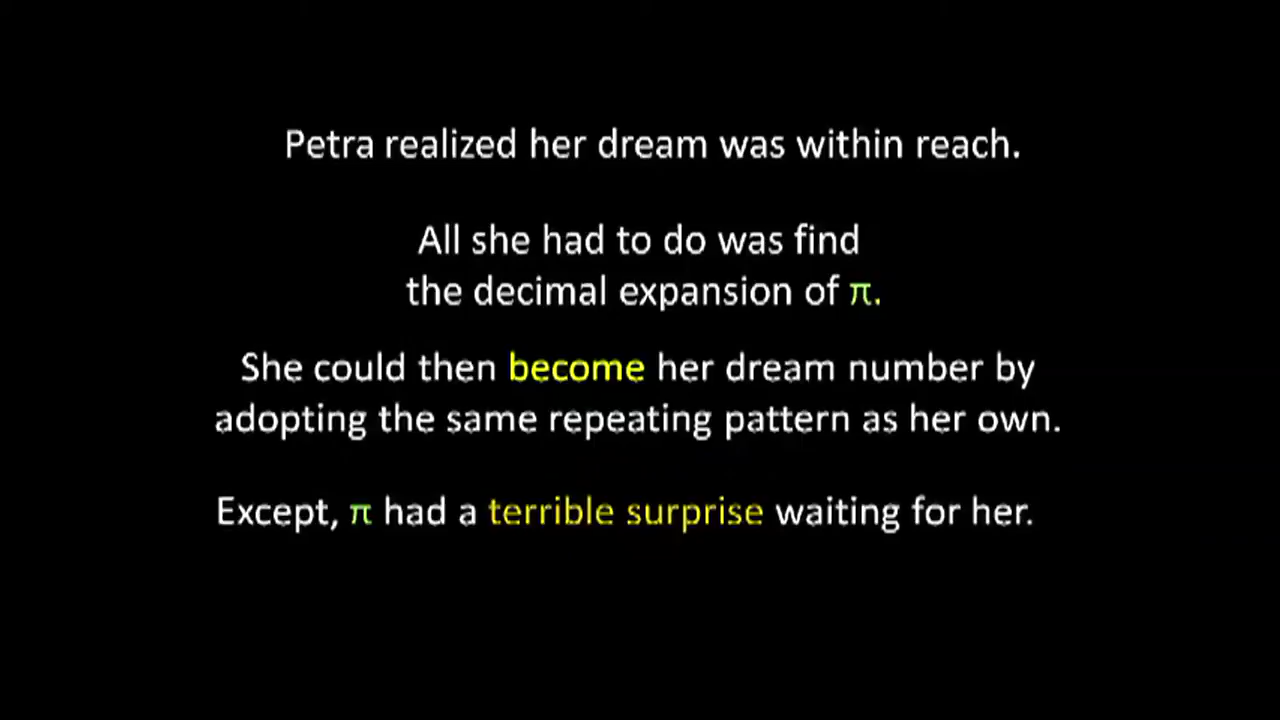 Petra realized her dream was within reach.
All she had to do was find
the decimal expansion of π.
She could then become her dream number by
adopting the same repeating pattern as her own.
Except, π had a terrible surprise waiting for her.